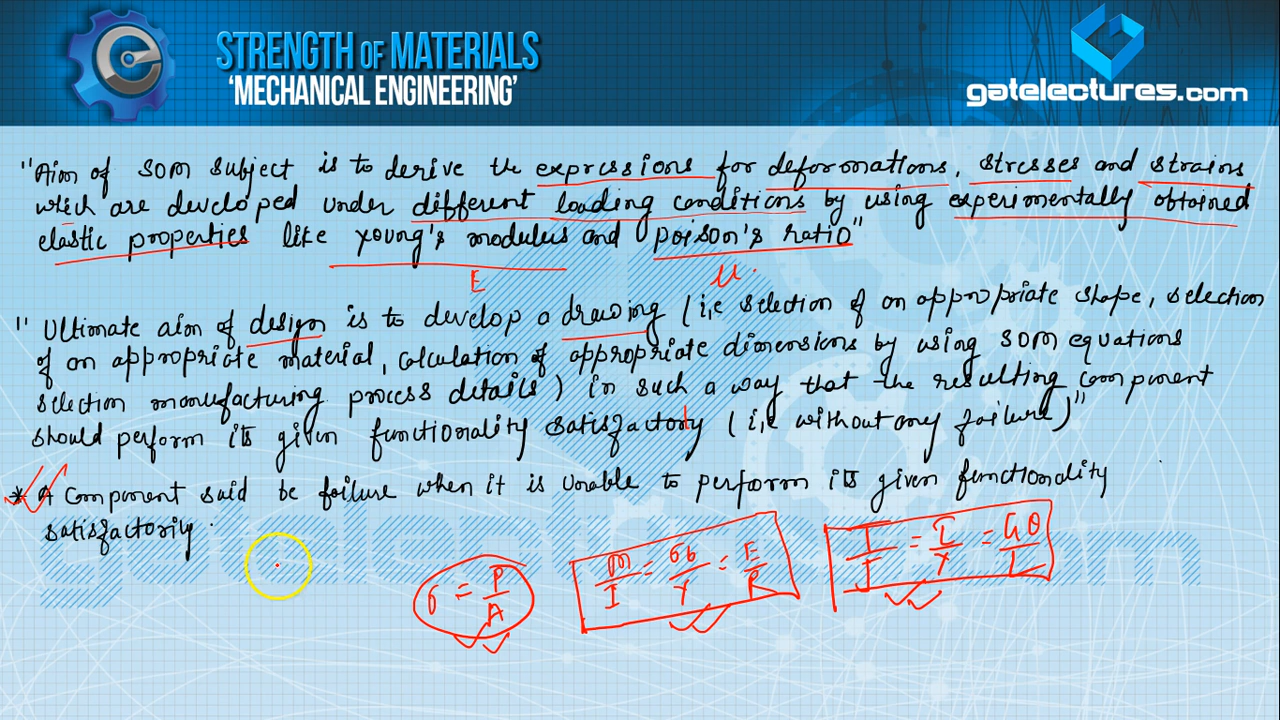 STRENGTH OF MATERIALS
'MECHANICAL ENGINEERING'
gatelectures.com
"Aim of SOM subject is to derive the expressions for deformations, stresses and strains
which are developed under different loading conditions by using experimentally obtained
elastic properties like young's modulus and poison's ratio"
E μ
"Ultimate aim of design is to develop a drawing (i,e selection of an appropriate shape, selection
of an appropriate material, calculation of appropriate dimensions by using SOM equations
selection manufacturing process details) in such a way that the resulting component
should perform its given functionality satisfactory (i,e without any failure)"
* A component said be failure when it is unable to perform its given functionality
satisfactority.
σ = P/A M/I = σb/Y = E/R T/J = τ/r = Gθ/L
gatelectures.com